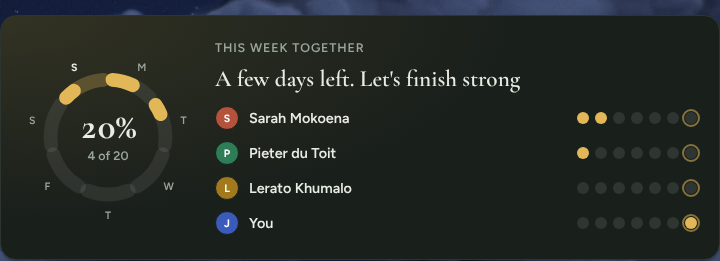 THIS WEEK TOGETHER
A few days left. Let's finish strong
S
M
T
W
T
F
S
20%
4 of 20
S Sarah Mokoena
P Pieter du Toit
L Lerato Khumalo
J You